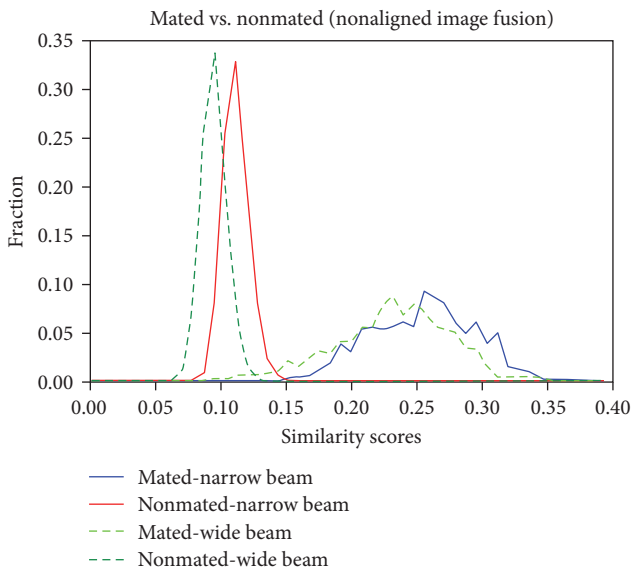 Mated vs. nonmated (nonaligned image fusion)
0.35
0.30
0.25
0.20
0.15
0.10
0.05
0.00
Fraction
0.00 0.05 0.10 0.15 0.20 0.25 0.30 0.35 0.40
Similarity scores
Mated-narrow beam
Nonmated-narrow beam
Mated-wide beam
Nonmated-wide beam